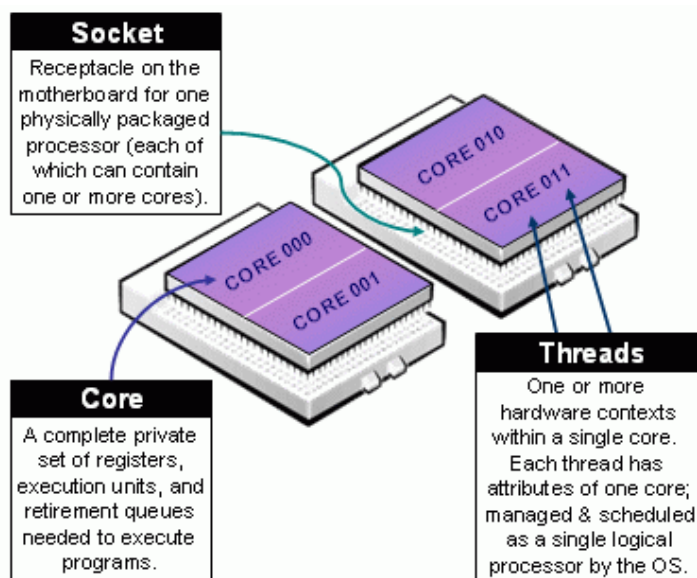 Socket
Receptacle on the
motherboard for one
physically packaged
processor (each of
which can contain
one or more cores).
CORE 010
CORE 011
CORE 000
CORE 001
Core
A complete private
set of registers,
execution units, and
retirement queues
needed to execute
programs.
Threads
One or more
hardware contexts
within a single core.
Each thread has
attributes of one core;
managed & scheduled
as a single logical
processor by the OS.